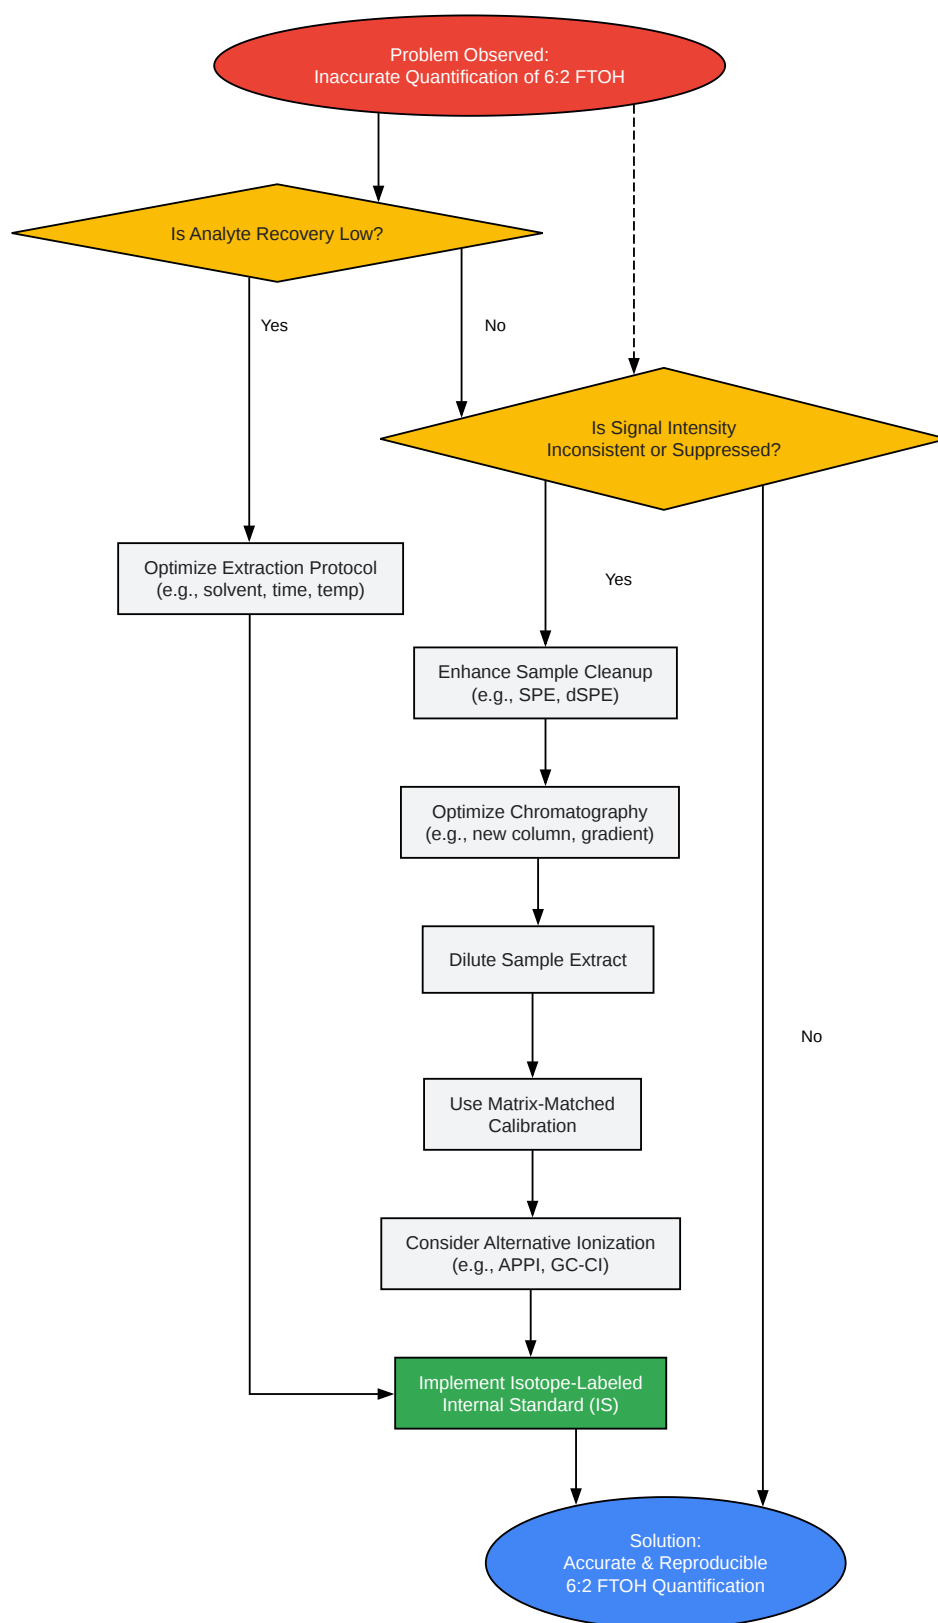 Problem Observed:
Inaccurate Quantification of 6:2 FTOH
Is Analyte Recovery Low?
Yes
No
Is Signal Intensity
Inconsistent or Suppressed?
Optimize Extraction Protocol
(e.g., solvent, time, temp)
Yes
Enhance Sample Cleanup
(e.g., SPE, dSPE)
Optimize Chromatography
(e.g., new column, gradient)
Dilute Sample Extract
No
Use Matrix-Matched
Calibration
Consider Alternative Ionization
(e.g., APPI, GC-CI)
Implement Isotope-Labeled
Internal Standard (IS)
Solution:
Accurate & Reproducible
6:2 FTOH Quantification